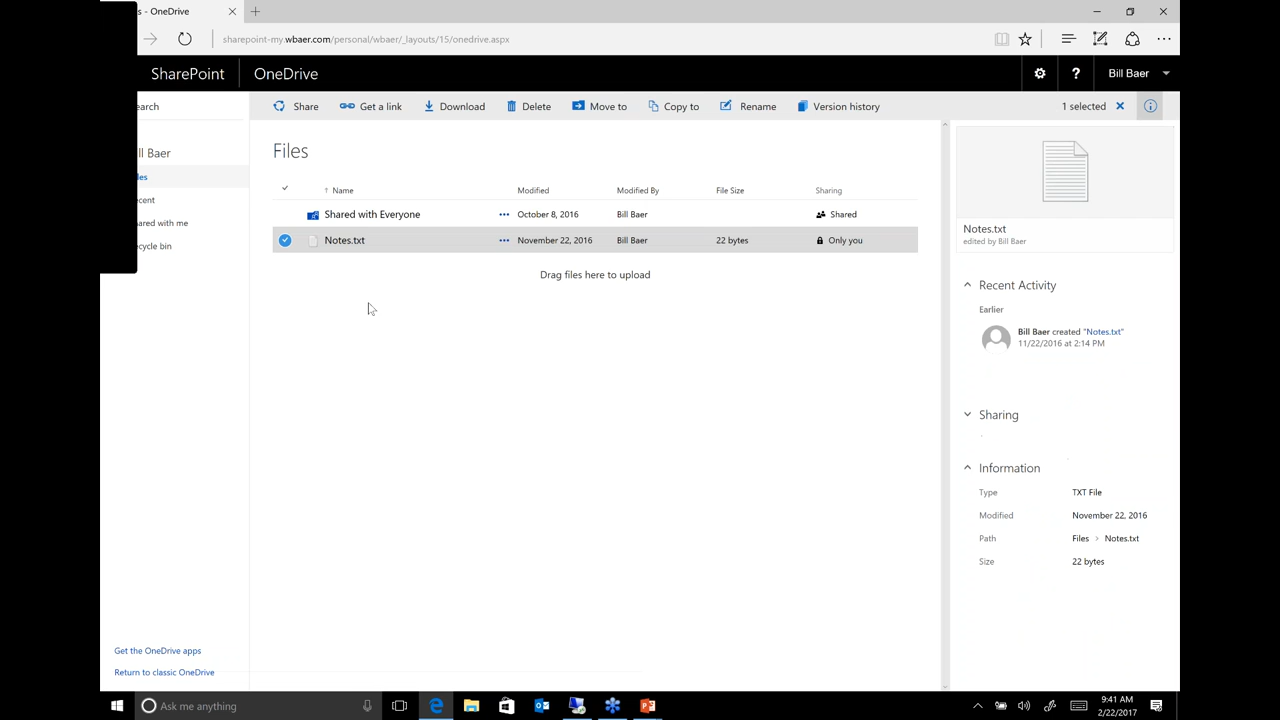 s - OneDrive
sharepoint-my.wbaer.com/personal/wbaer/_layouts/15/onedrive.aspx
SharePoint OneDrive ? Bill Baer
earch Share Get a link Download Delete Move to Copy to Rename Version history 1 selected
ll Baer
les
cent
ared with me
cycle bin
Files
Name Modified Modified By File Size Sharing
Shared with Everyone ••• October 8, 2016 Bill Baer Shared
Notes.txt ••• November 22, 2016 Bill Baer 22 bytes Only you
Drag files here to upload
Notes.txt
edited by Bill Baer
Recent Activity
Earlier
Bill Baer created "Notes.txt"
11/22/2016 at 2:14 PM
Sharing
Information
Type TXT File
Modified November 22, 2016
Path Files > Notes.txt
Size 22 bytes
Get the OneDrive apps
Return to classic OneDrive
Ask me anything
9:41 AM
2/22/2017